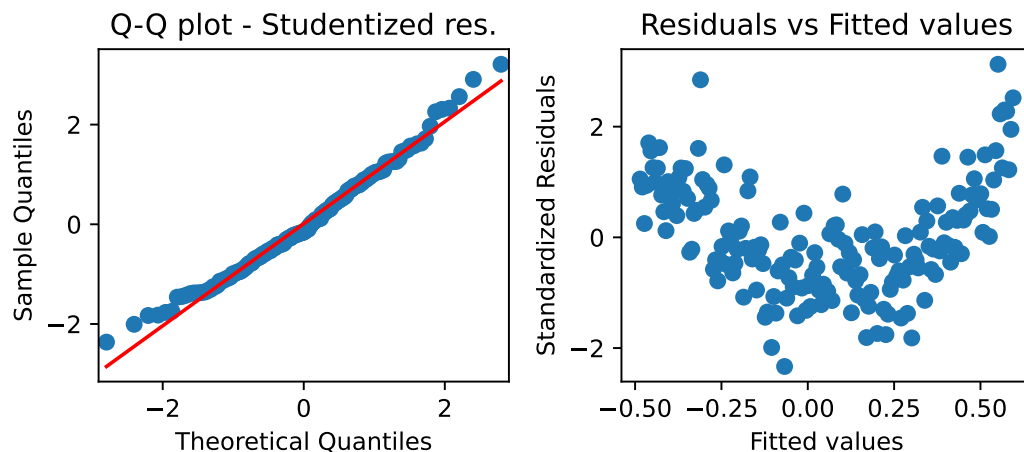 Q-Q plot - Studentized res.
Sample Quantiles
2
0
−2
−2
0
2
Theoretical Quantiles
Residuals vs Fitted values
Standardized Residuals
2
0
−2
−0.50
−0.25
0.00
0.25
0.50
Fitted values